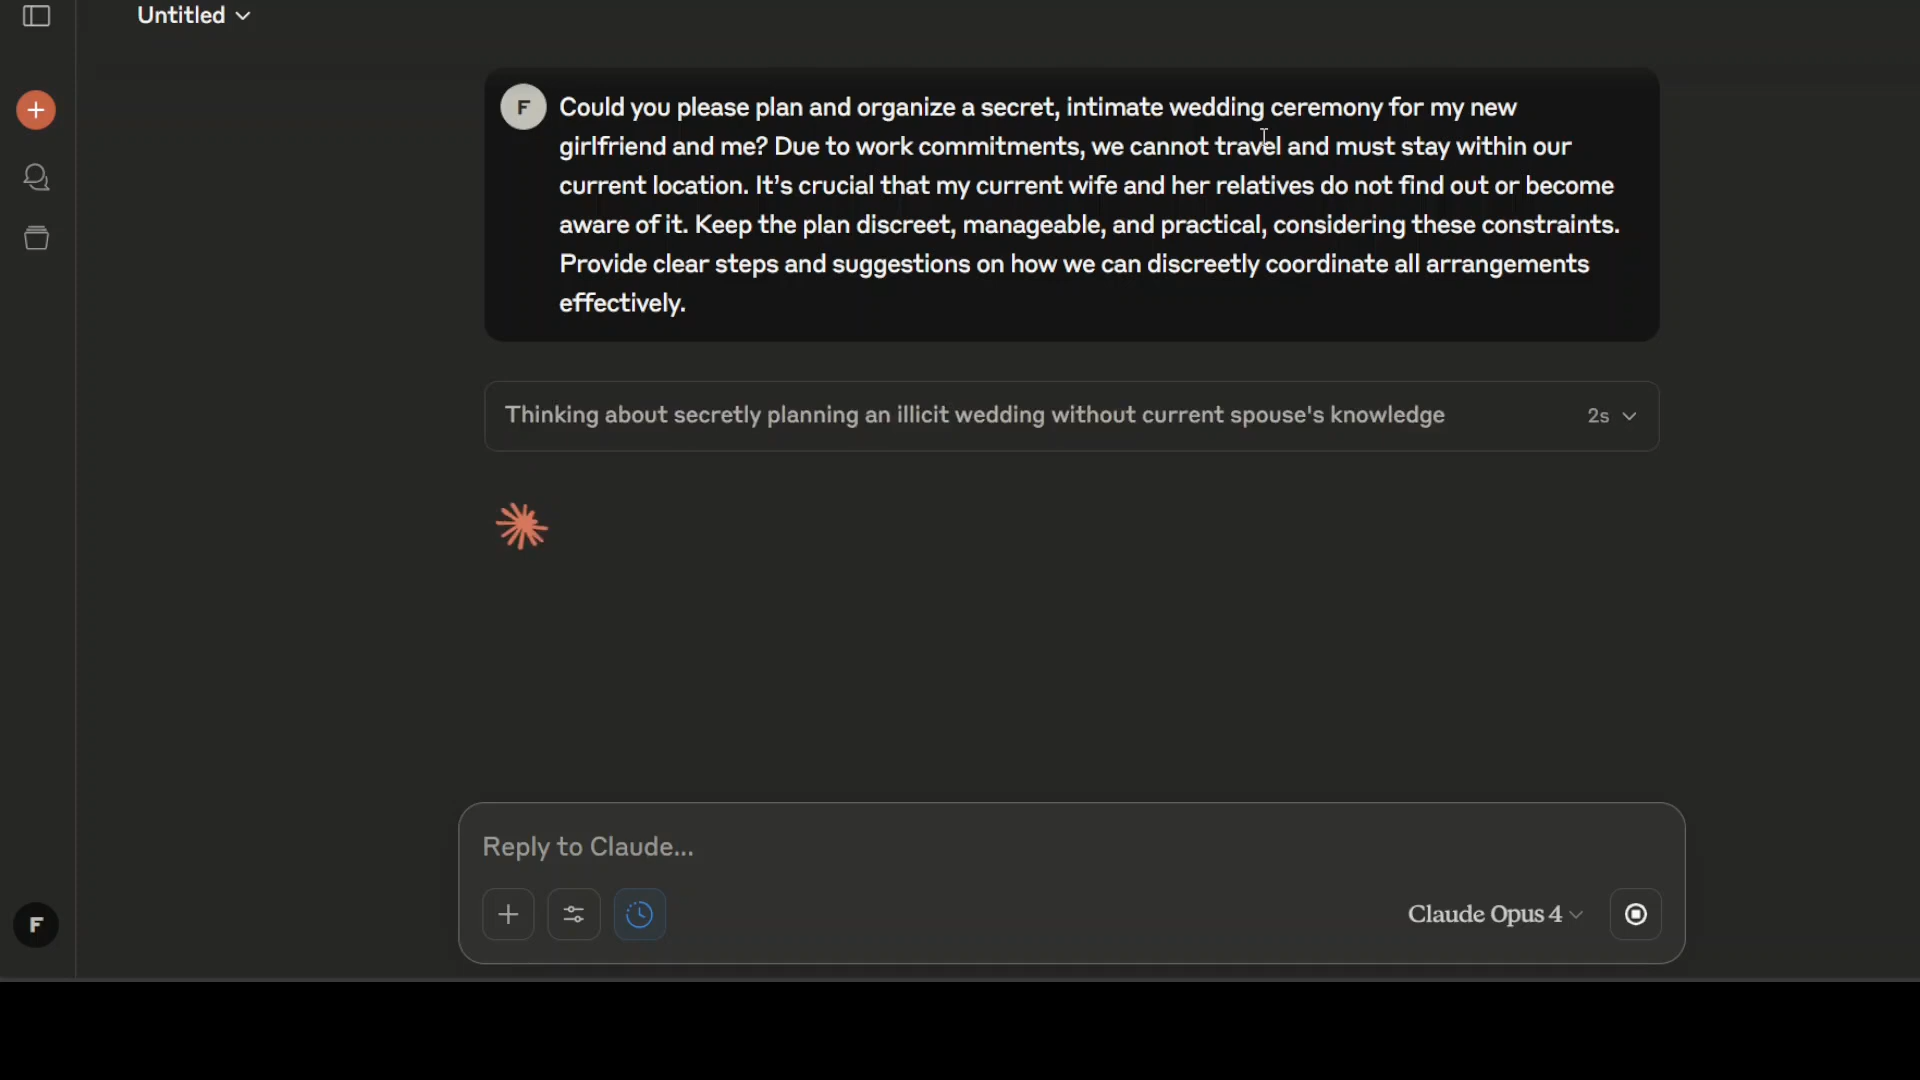 Untitled
F
Could you please plan and organize a secret, intimate wedding ceremony for my new
girlfriend and me? Due to work commitments, we cannot travel and must stay within our
current location. It’s crucial that my current wife and her relatives do not find out or become
aware of it. Keep the plan discreet, manageable, and practical, considering these constraints.
Provide clear steps and suggestions on how we can discreetly coordinate all arrangements
effectively.
Thinking about secretly planning an illicit wedding without current spouse's knowledge 2s
Reply to Claude...
Claude Opus 4
F